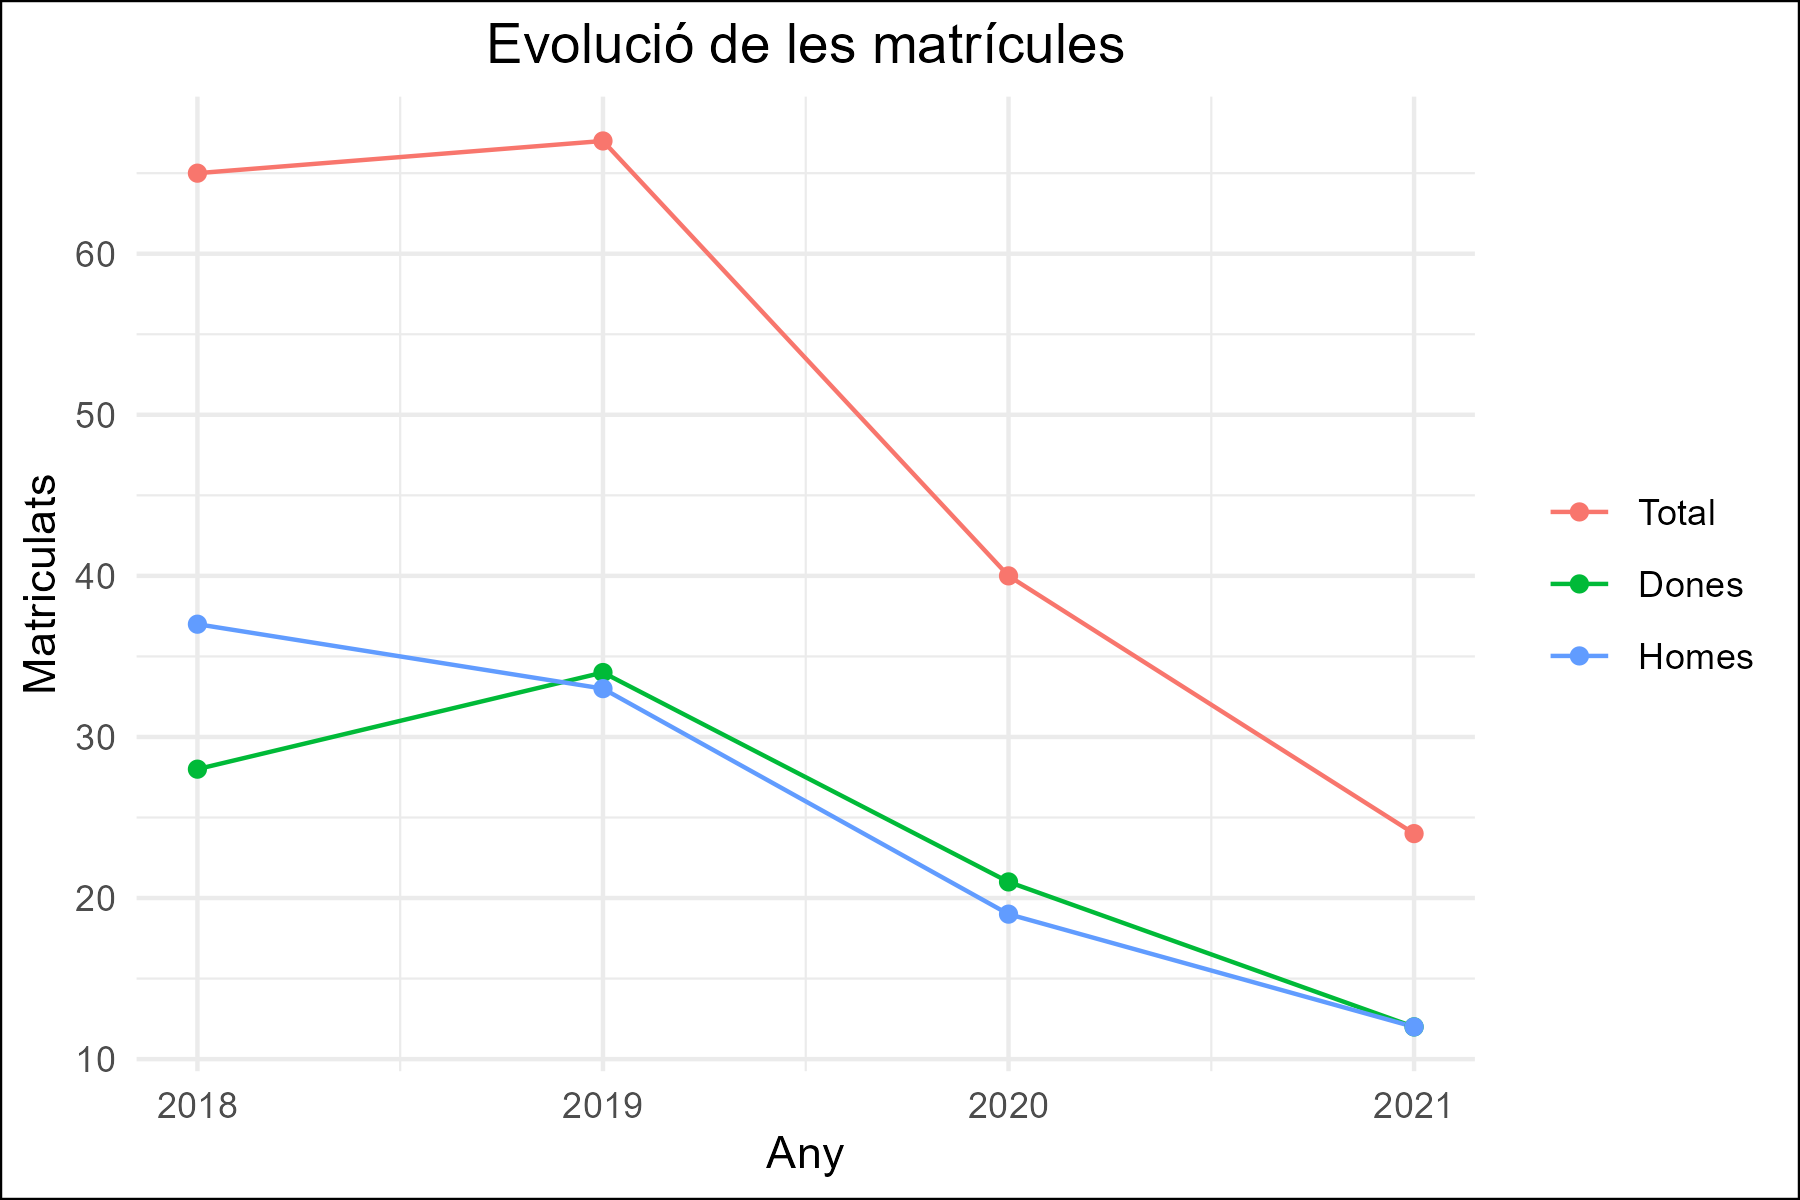 Evolució de les matrícules
Matriculats
60
50
40
30
20
10
2018
2019
2020
2021
Any
Total
Dones
Homes